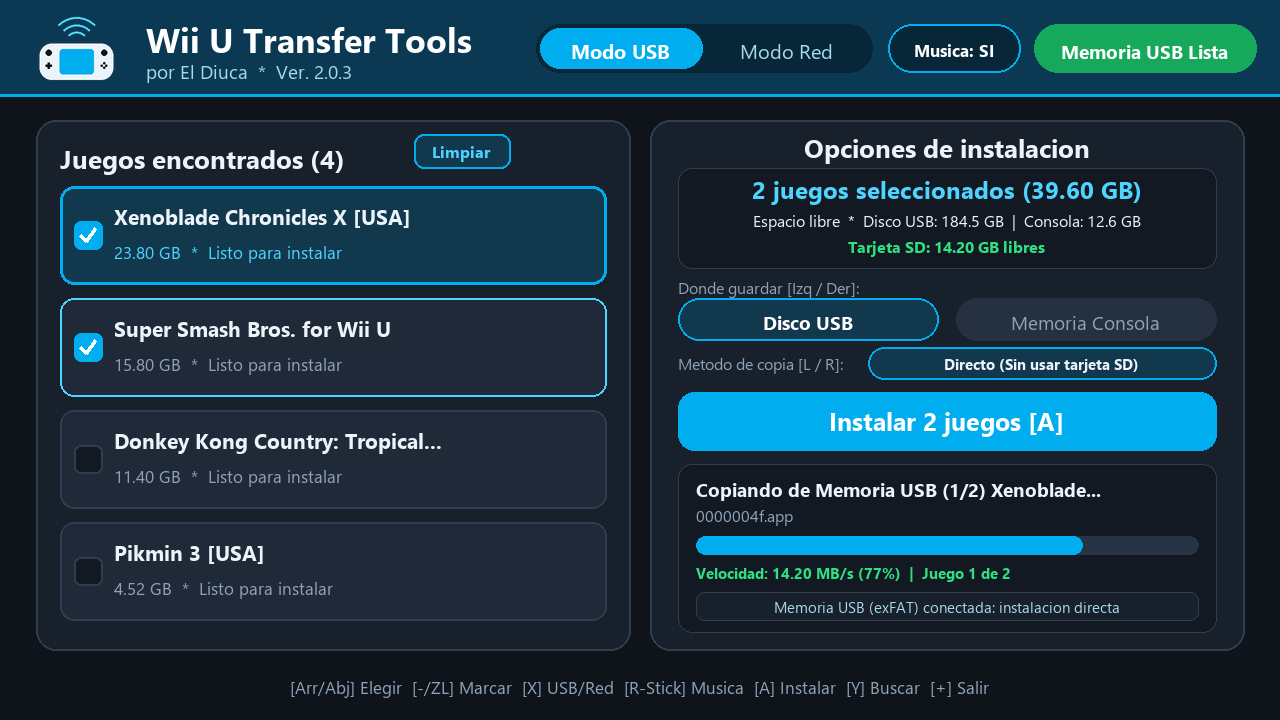 Wii U Transfer Tools
por El Diuca * Ver. 2.0.3
Modo USB
Modo Red
Musica: SI
Memoria USB Lista
Juegos encontrados (4)
Limpiar
Xenoblade Chronicles X [USA]
23.80 GB * Listo para instalar
Super Smash Bros. for Wii U
15.80 GB * Listo para instalar
Donkey Kong Country: Tropical...
11.40 GB * Listo para instalar
Pikmin 3 [USA]
4.52 GB * Listo para instalar
Opciones de instalacion
2 juegos seleccionados (39.60 GB)
Espacio libre * Disco USB: 184.5 GB | Consola: 12.6 GB
Tarjeta SD: 14.20 GB libres
Donde guardar [Izq / Der]:
Disco USB
Memoria Consola
Metodo de copia [L / R]:
Directo (Sin usar tarjeta SD)
Instalar 2 juegos [A]
Copiando de Memoria USB (1/2) Xenoblade...
0000004f.app
Velocidad: 14.20 MB/s (77%) | Juego 1 de 2
Memoria USB (exFAT) conectada: instalacion directa
[Arr/Abj] Elegir [-/ZL] Marcar [X] USB/Red [R-Stick] Musica [A] Instalar [Y] Buscar [+] Salir